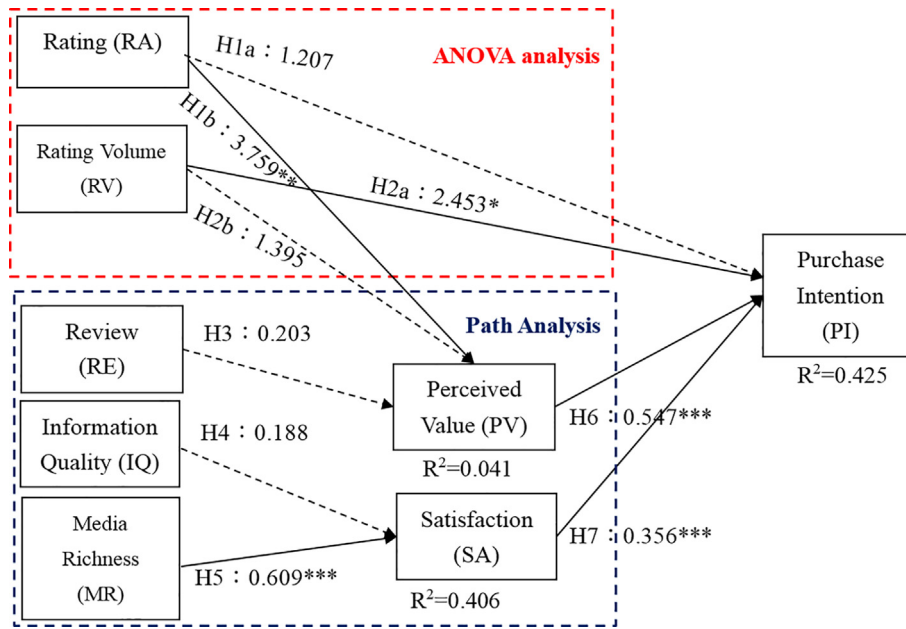 Rating (RA)
H1a：1.207
ANOVA analysis
H1b：3.759**
Rating Volume
(RV)
H2a：2.453*
H2b：1.395
Purchase
Intention
(PI)
R²=0.425
Path Analysis
Review
(RE)
H3：0.203
Perceived
Value (PV)
R²=0.041
H6：0.547***
Information
Quality (IQ)
H4：0.188
Satisfaction
(SA)
R²=0.406
H7：0.356***
Media
Richness
(MR)
H5：0.609***